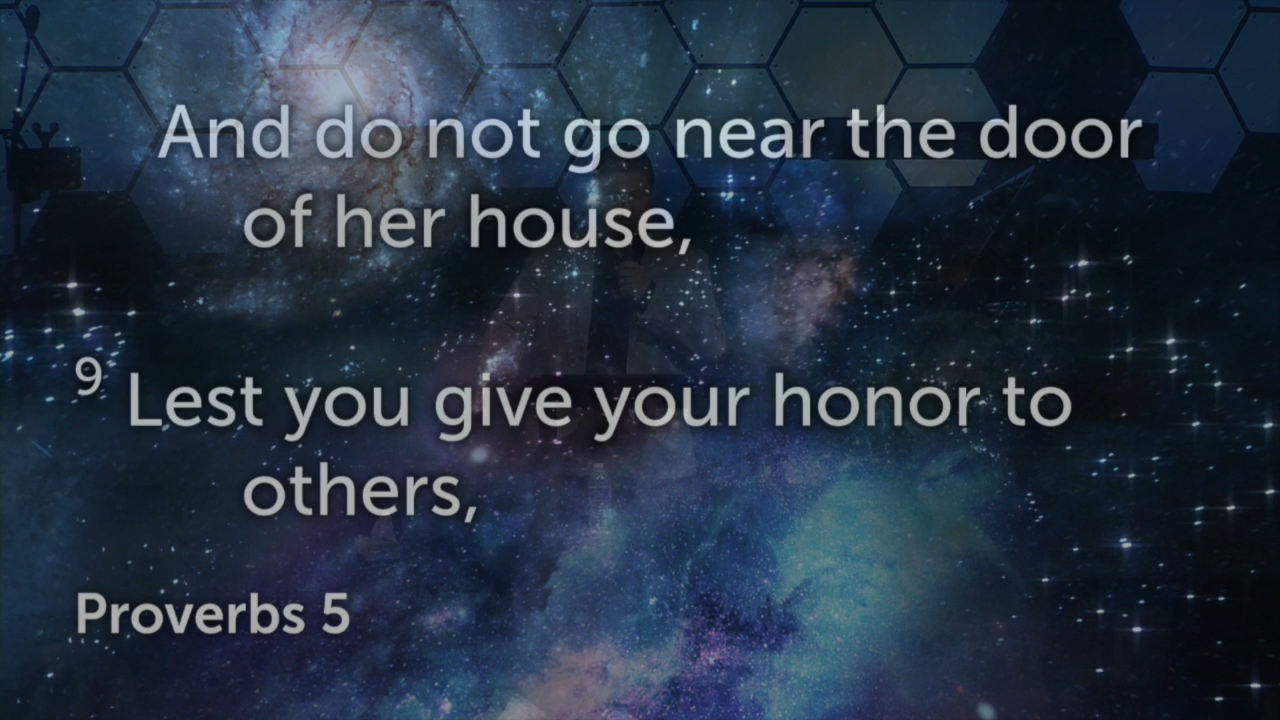 And do not go near the door
of her house,
9 Lest you give your honor to
others,
Proverbs 5